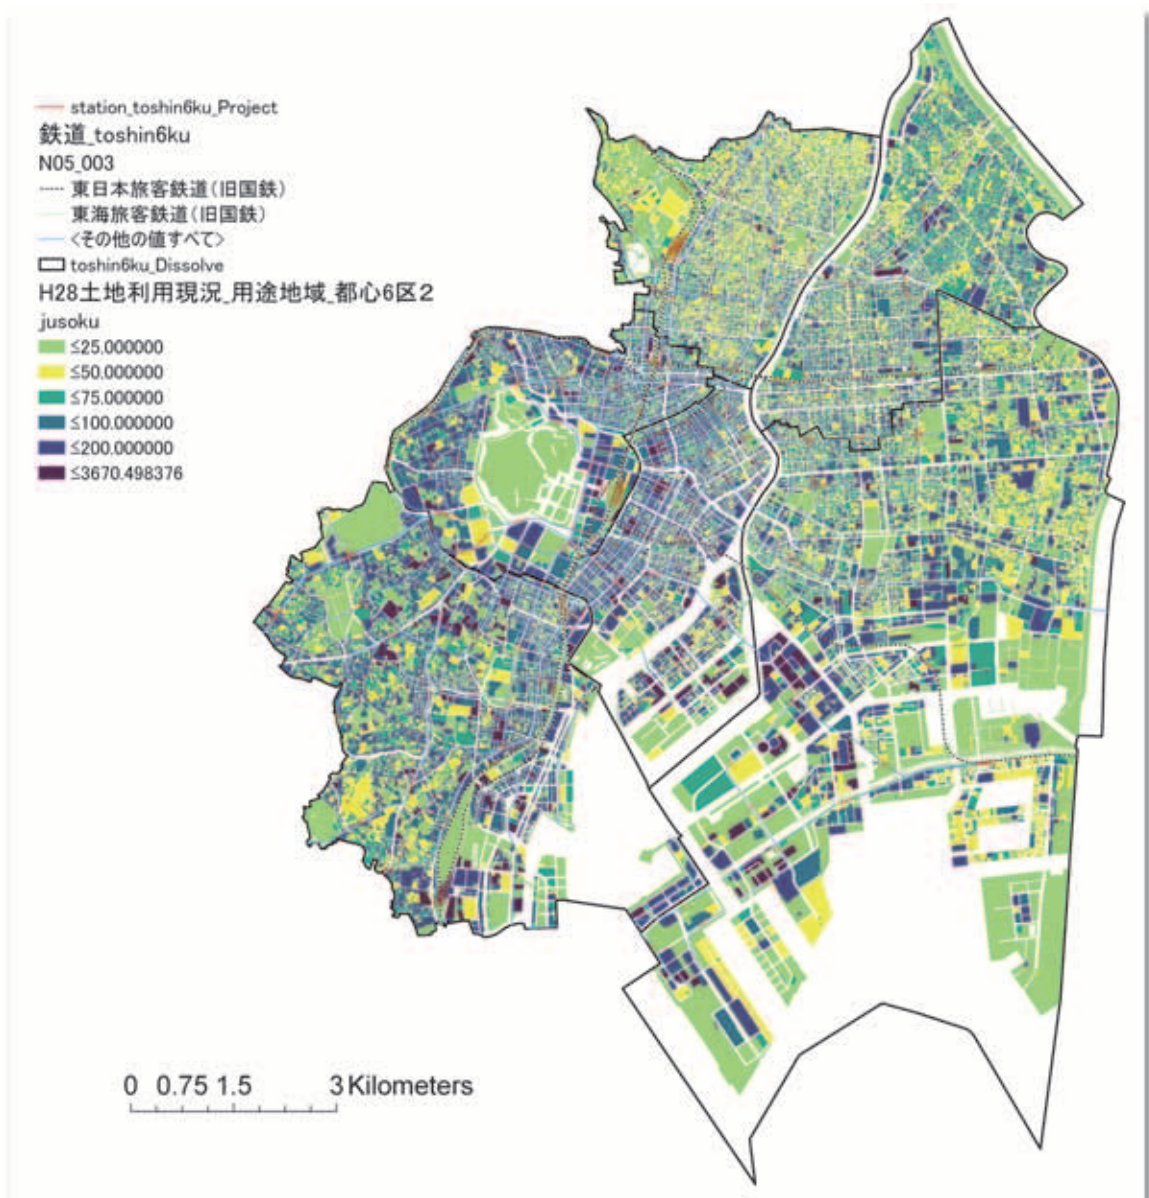 station_toshin6ku_Project
鉄道_toshin6ku
N05_003
東日本旅客鉄道(旧国鉄)
東海旅客鉄道(旧国鉄)
<その他の値すべて>
toshin6ku_Dissolve
H28土地利用現況_用途地域_都心6区2
jusoku
≤25.000000
≤50.000000
≤75.000000
≤100.000000
≤200.000000
≤3670.498376
0 0.75 1.5 3 Kilometers